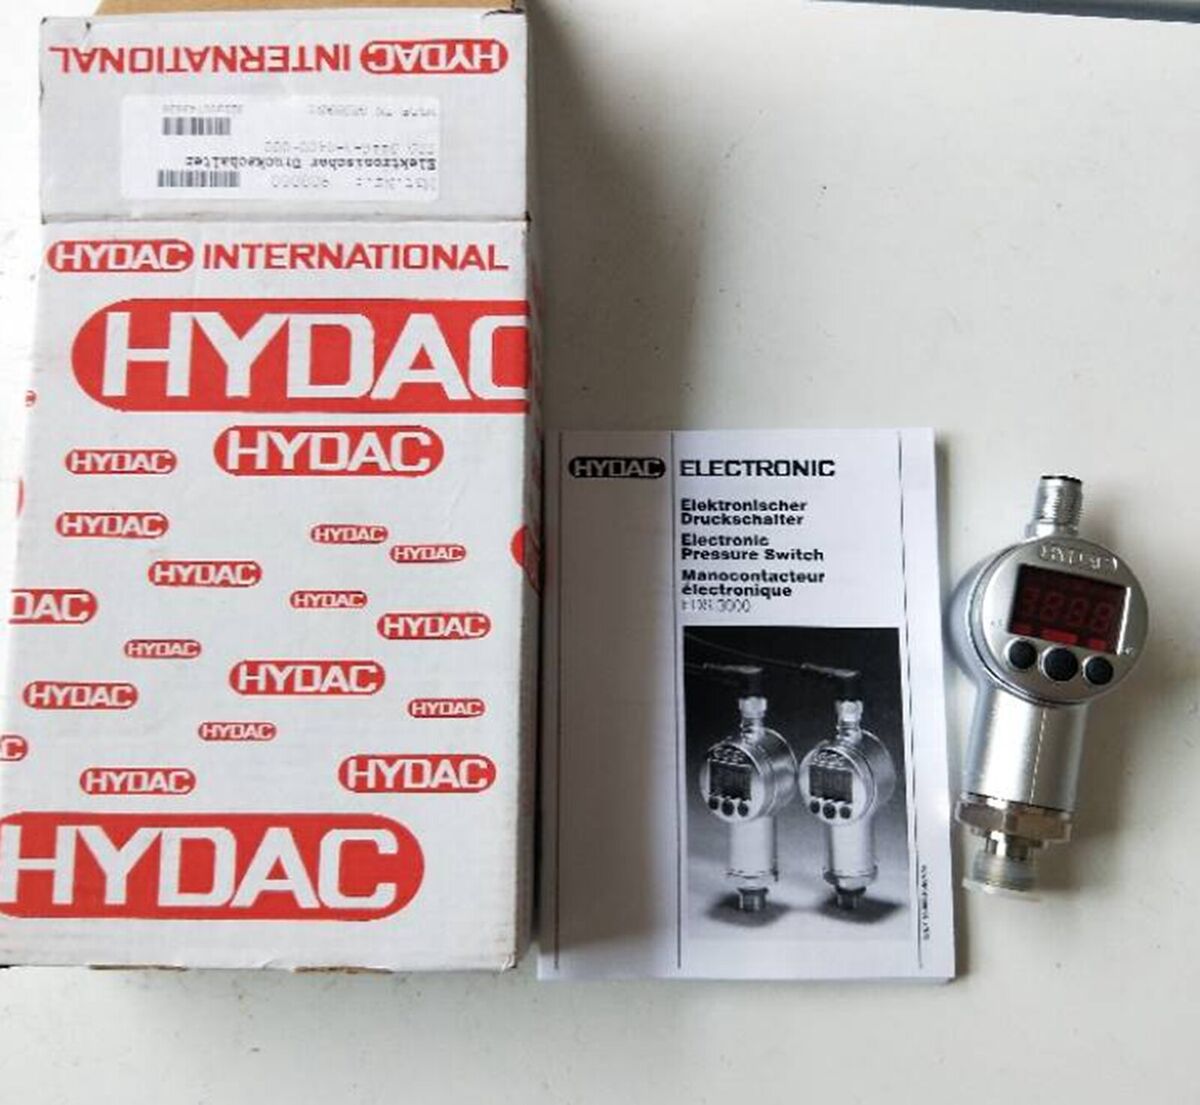 HYDAC INTERNATIONAL
Elektronischer Druckschalter
HYDAC INTERNATIONAL
HYDAC
HYDAC
HYDAC
HYDAC
HYDAC
HYDAC
HYDAC
HYDAC
DAC
HYDAC
HYDAC
HYDAC
HYDAC
HYDAC
HYDAC
HYDAC
HYDAC
HYDAC
HYDAC
HYDAC ELECTRONIC
Elektronischer
Druckschalter
Electronic
Pressure Switch
Manocontacteur
électronique
3000
HYDAC